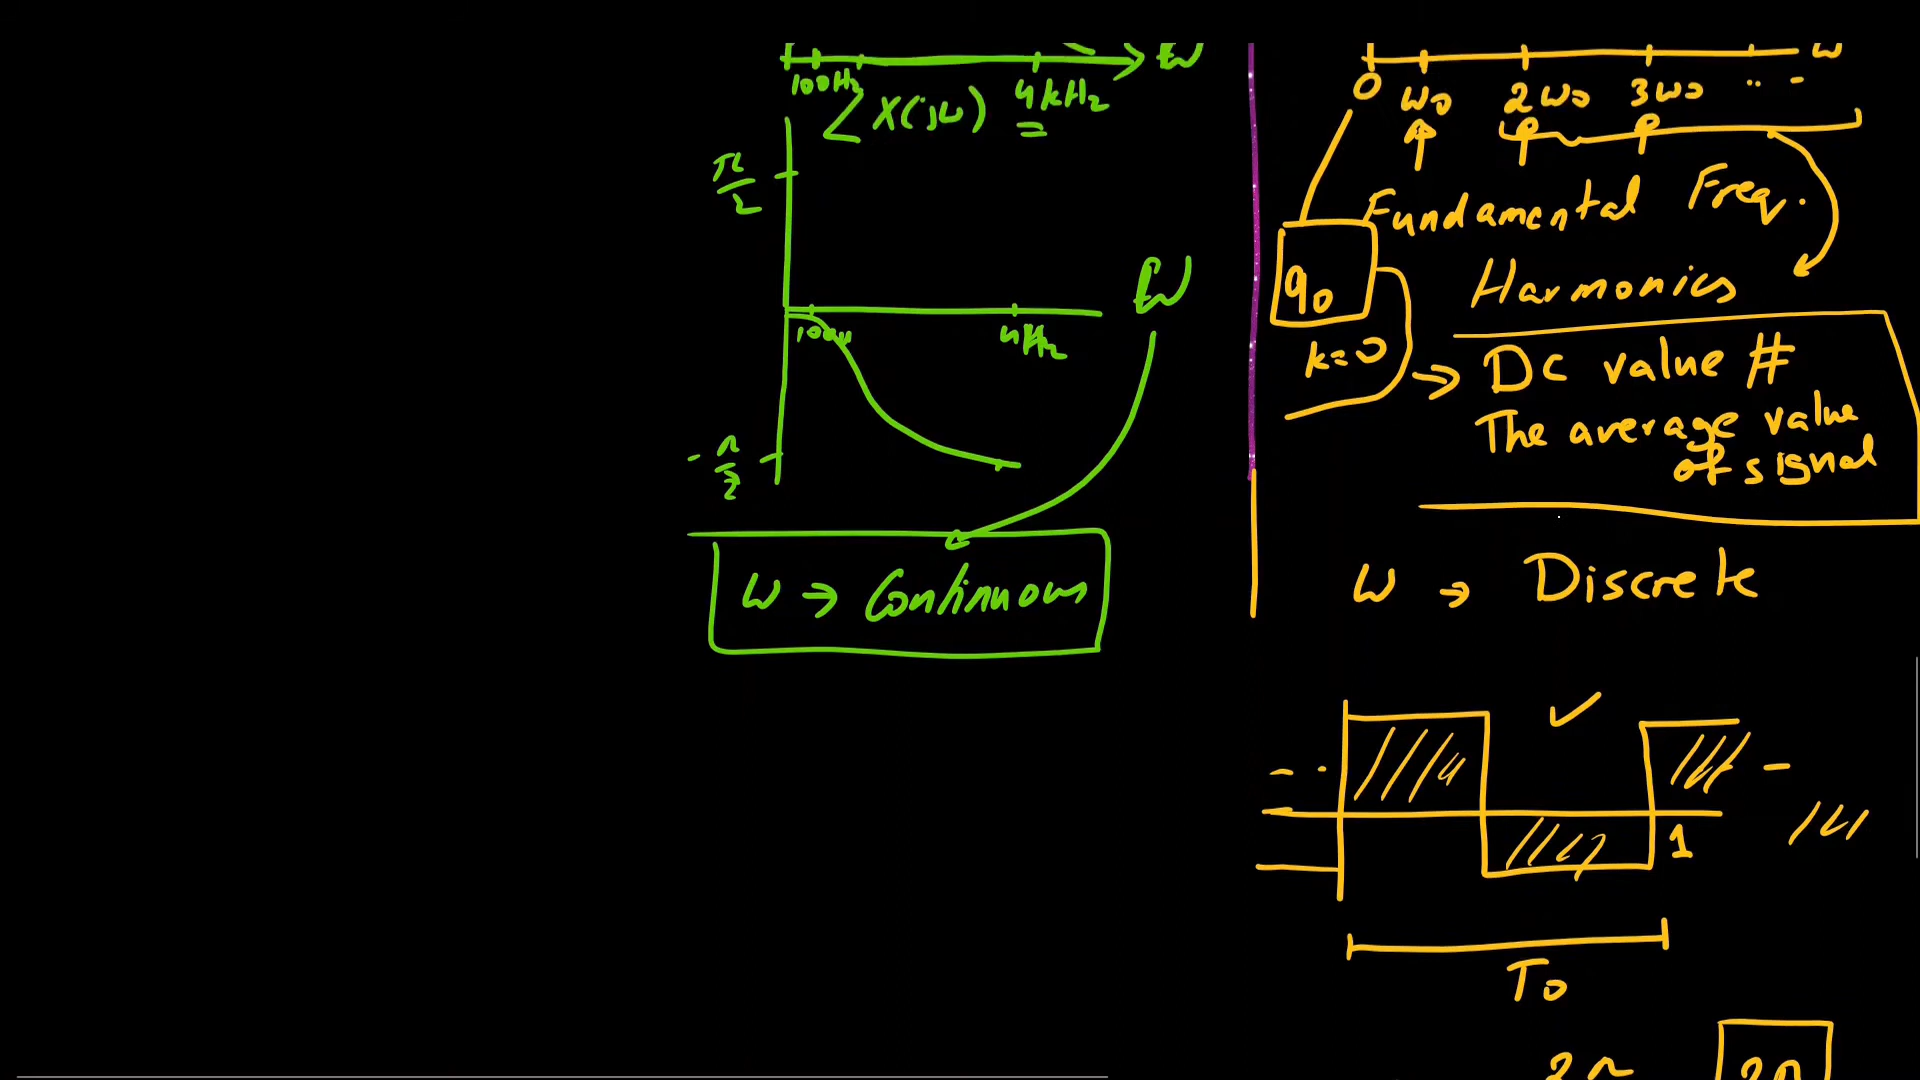 ω
100Hz
4kHz
∠X(jω)
π/2
ω
100H
4kHz
- π/2
ω → Continuous
ω
0 ω0 2ω0 3ω0 ...
Fundamental Freq.
Harmonics
a0
k=0
→ DC value #
The average value
of signal
ω → Discrete
1
T0